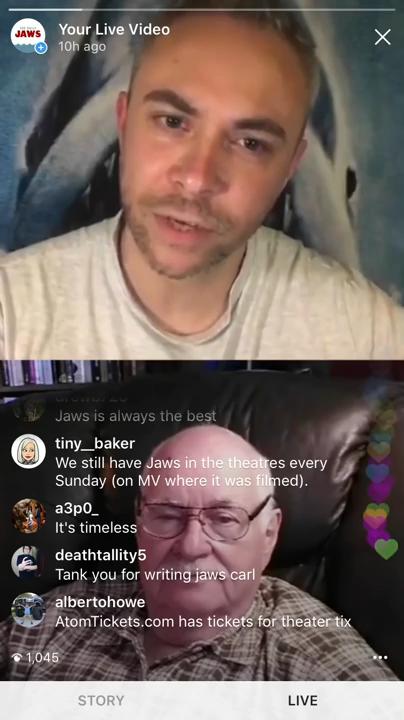 JAWS
Your Live Video
10h ago
Jaws is always the best
tiny__baker
We still have Jaws in the theatres every
Sunday (on MV where it was filmed).
a3p0_
It's timeless
deathtallity5
Tank you for writing jaws carl
albertohowe
AtomTickets.com has tickets for theater tix
1,045
STORY
LIVE